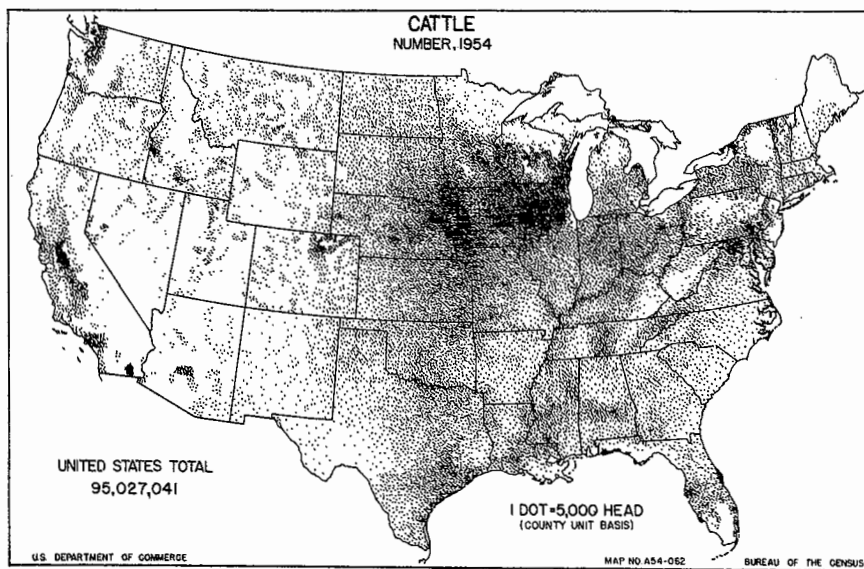 CATTLE
NUMBER, 1954
UNITED STATES TOTAL
95,027,041
1 DOT=5,000 HEAD
(COUNTY UNIT BASIS)
U.S. DEPARTMENT OF COMMERCE
MAP NO. A54-062
BUREAU OF THE CENSUS